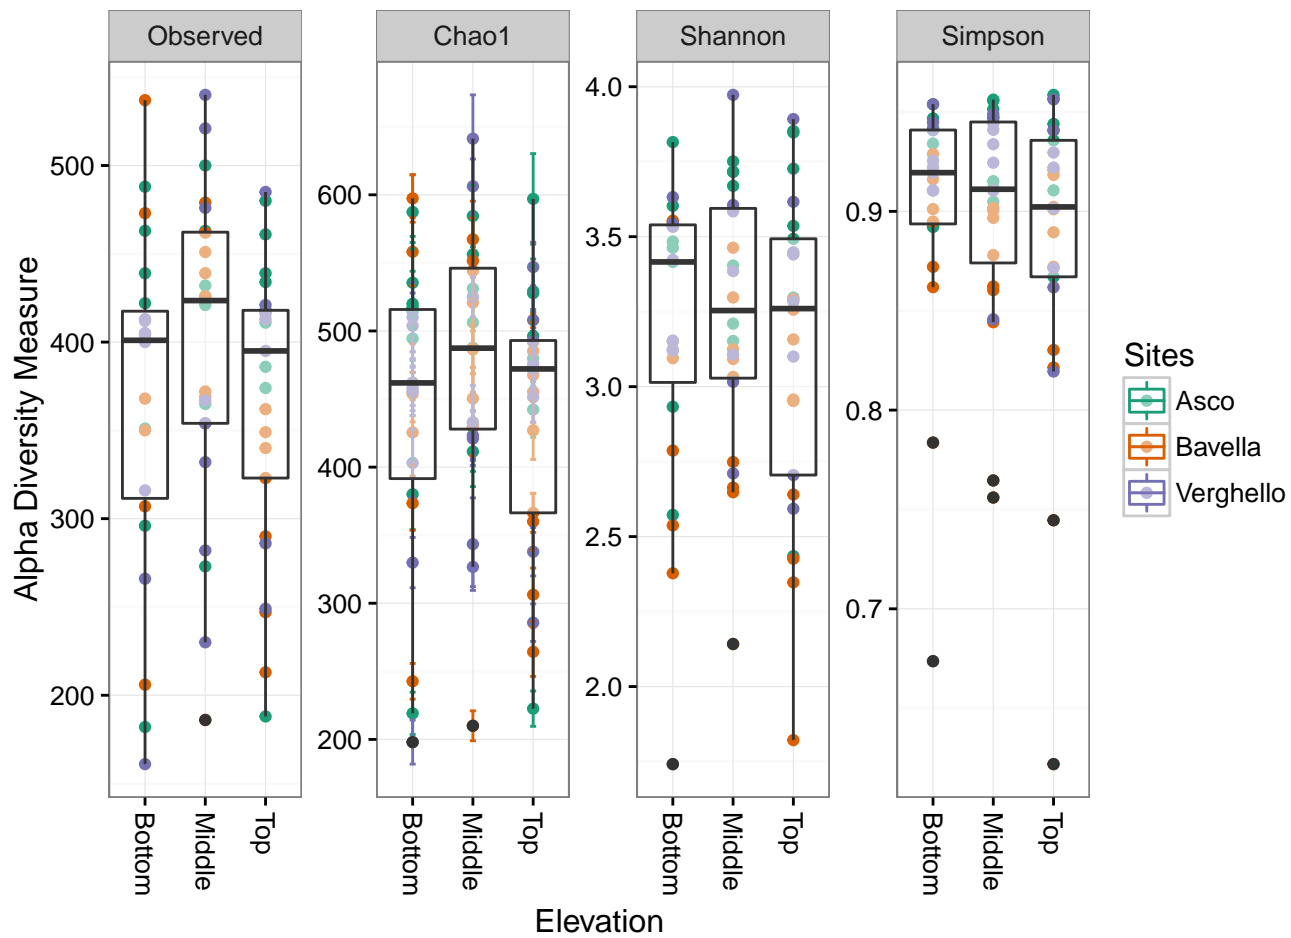 Observed
Chao1
Shannon
Simpson
Alpha Diversity Measure
500
400
300
200
600
500
400
300
200
4.0
3.5
3.0
2.5
2.0
0.9
0.8
0.7
Bottom
Middle
Top
Bottom
Middle
Top
Bottom
Middle
Top
Bottom
Middle
Top
Elevation
Sites
Asco
Bavella
Verghello